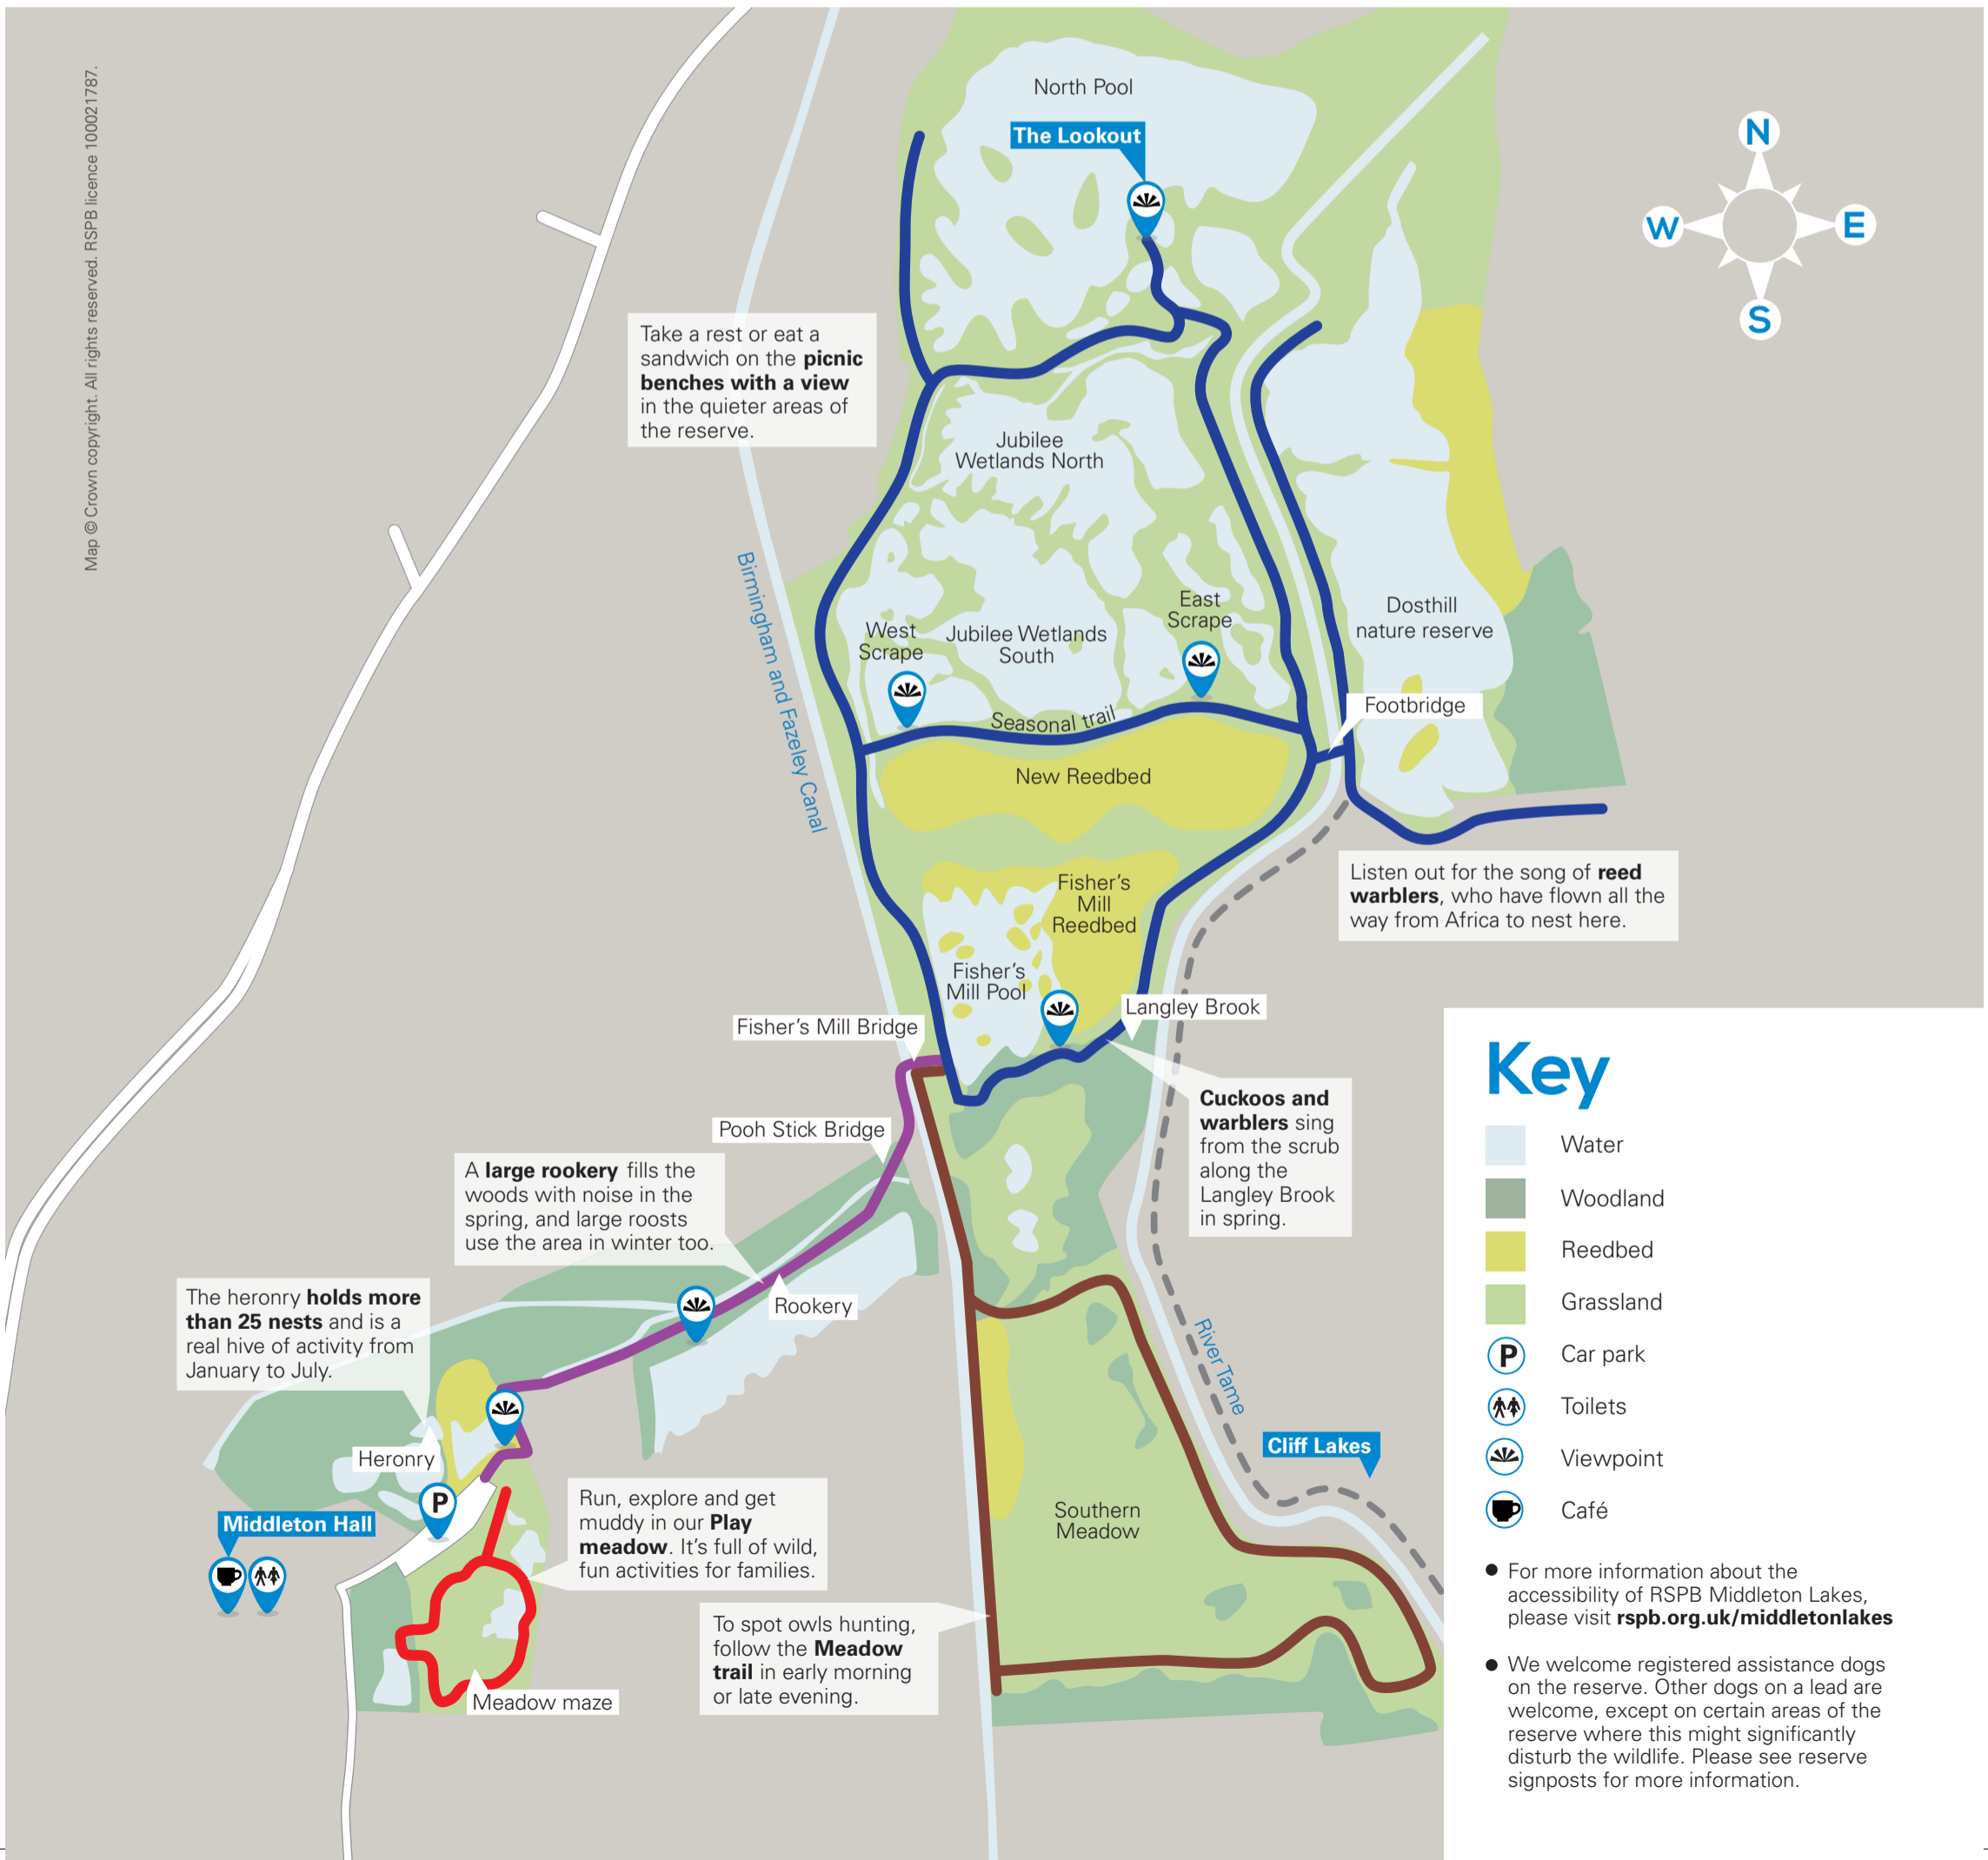 Map © Crown copyright. All rights reserved. RSPB licence 100021787.
North Pool
The Lookout
N
W
E
S
Take a rest or eat a
sandwich on the picnic
benches with a view
in the quieter areas of
the reserve.
Jubilee
Wetlands North
Birmingham and Fazeley Canal
West
Scrape
Jubilee Wetlands
South
East
Scrape
Dosthill
nature reserve
Seasonal trail
Footbridge
New Reedbed
Listen out for the song of reed
warblers, who have flown all the
way from Africa to nest here.
Fisher's
Mill
Reedbed
Fisher's
Mill Pool
Langley Brook
Fisher's Mill Bridge
Cuckoos and
warblers sing
from the scrub
along the
Langley Brook
in spring.
Pooh Stick Bridge
A large rookery fills the
woods with noise in the
spring, and large roosts
use the area in winter too.
Rookery
The heronry holds more
than 25 nests and is a
real hive of activity from
January to July.
Heronry
P
River Tame
Cliff Lakes
Middleton Hall
Run, explore and get
muddy in our Play
meadow. It's full of wild,
fun activities for families.
Southern
Meadow
To spot owls hunting,
follow the Meadow
trail in early morning
or late evening.
Meadow maze
Key
Water
Woodland
Reedbed
Grassland
P Car park
Toilets
Viewpoint
Café
● For more information about the
accessibility of RSPB Middleton Lakes,
please visit rspb.org.uk/middletonlakes
● We welcome registered assistance dogs
on the reserve. Other dogs on a lead are
welcome, except on certain areas of the
reserve where this might significantly
disturb the wildlife. Please see reserve
signposts for more information.